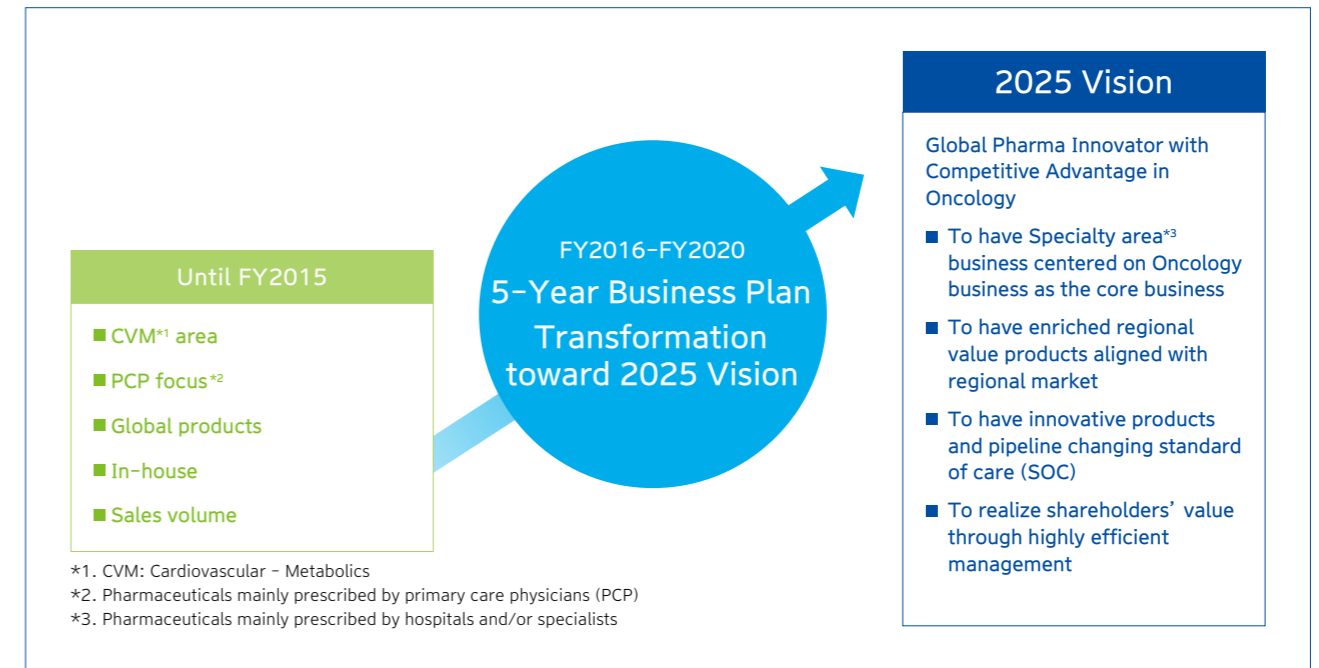 Until FY2015
■ CVM*1 area
■ PCP focus*2
■ Global products
■ In-house
■ Sales volume
*1. CVM: Cardiovascular - Metabolics
*2. Pharmaceuticals mainly prescribed by primary care physicians (PCP)
*3. Pharmaceuticals mainly prescribed by hospitals and/or specialists
FY2016-FY2020
5-Year Business Plan
Transformation
toward 2025 Vision
2025 Vision
Global Pharma Innovator with
Competitive Advantage in
Oncology
■ To have Specialty area*3
business centered on Oncology
business as the core business
■ To have enriched regional
value products aligned with
regional market
■ To have innovative products
and pipeline changing standard
of care (SOC)
■ To realize shareholders’ value
through highly efficient
management